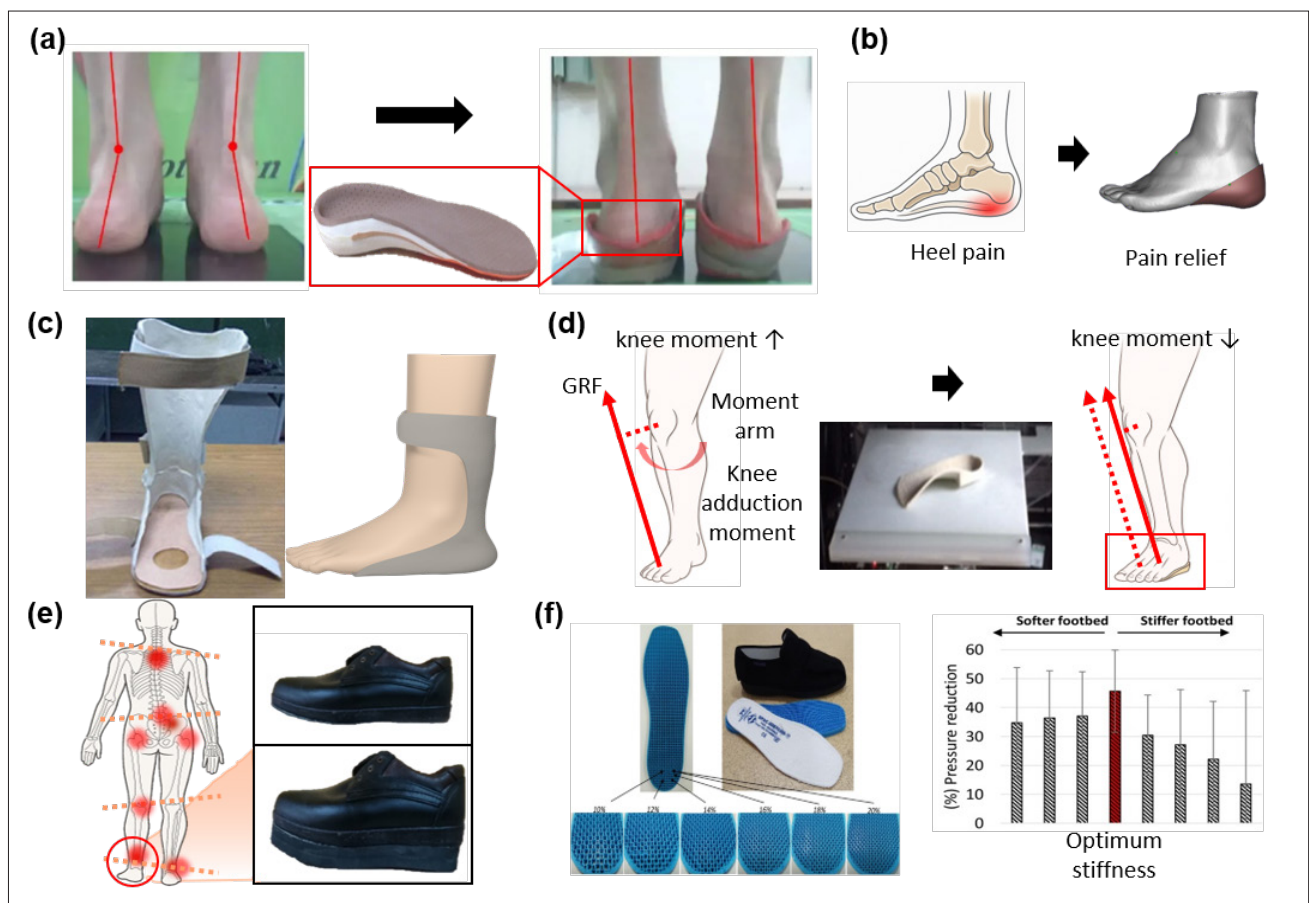 (a)
(b)
Heel pain
Pain relief
(c)
(d)
knee moment ↑
knee moment ↓
GRF
Moment
arm
Knee
adduction
moment
(e)
(f)
10%
12%
14%
16%
18%
20%
Softer footbed
Stiffer footbed
(%) Pressure reduction
60
50
40
30
20
10
0
Optimum
stiffness